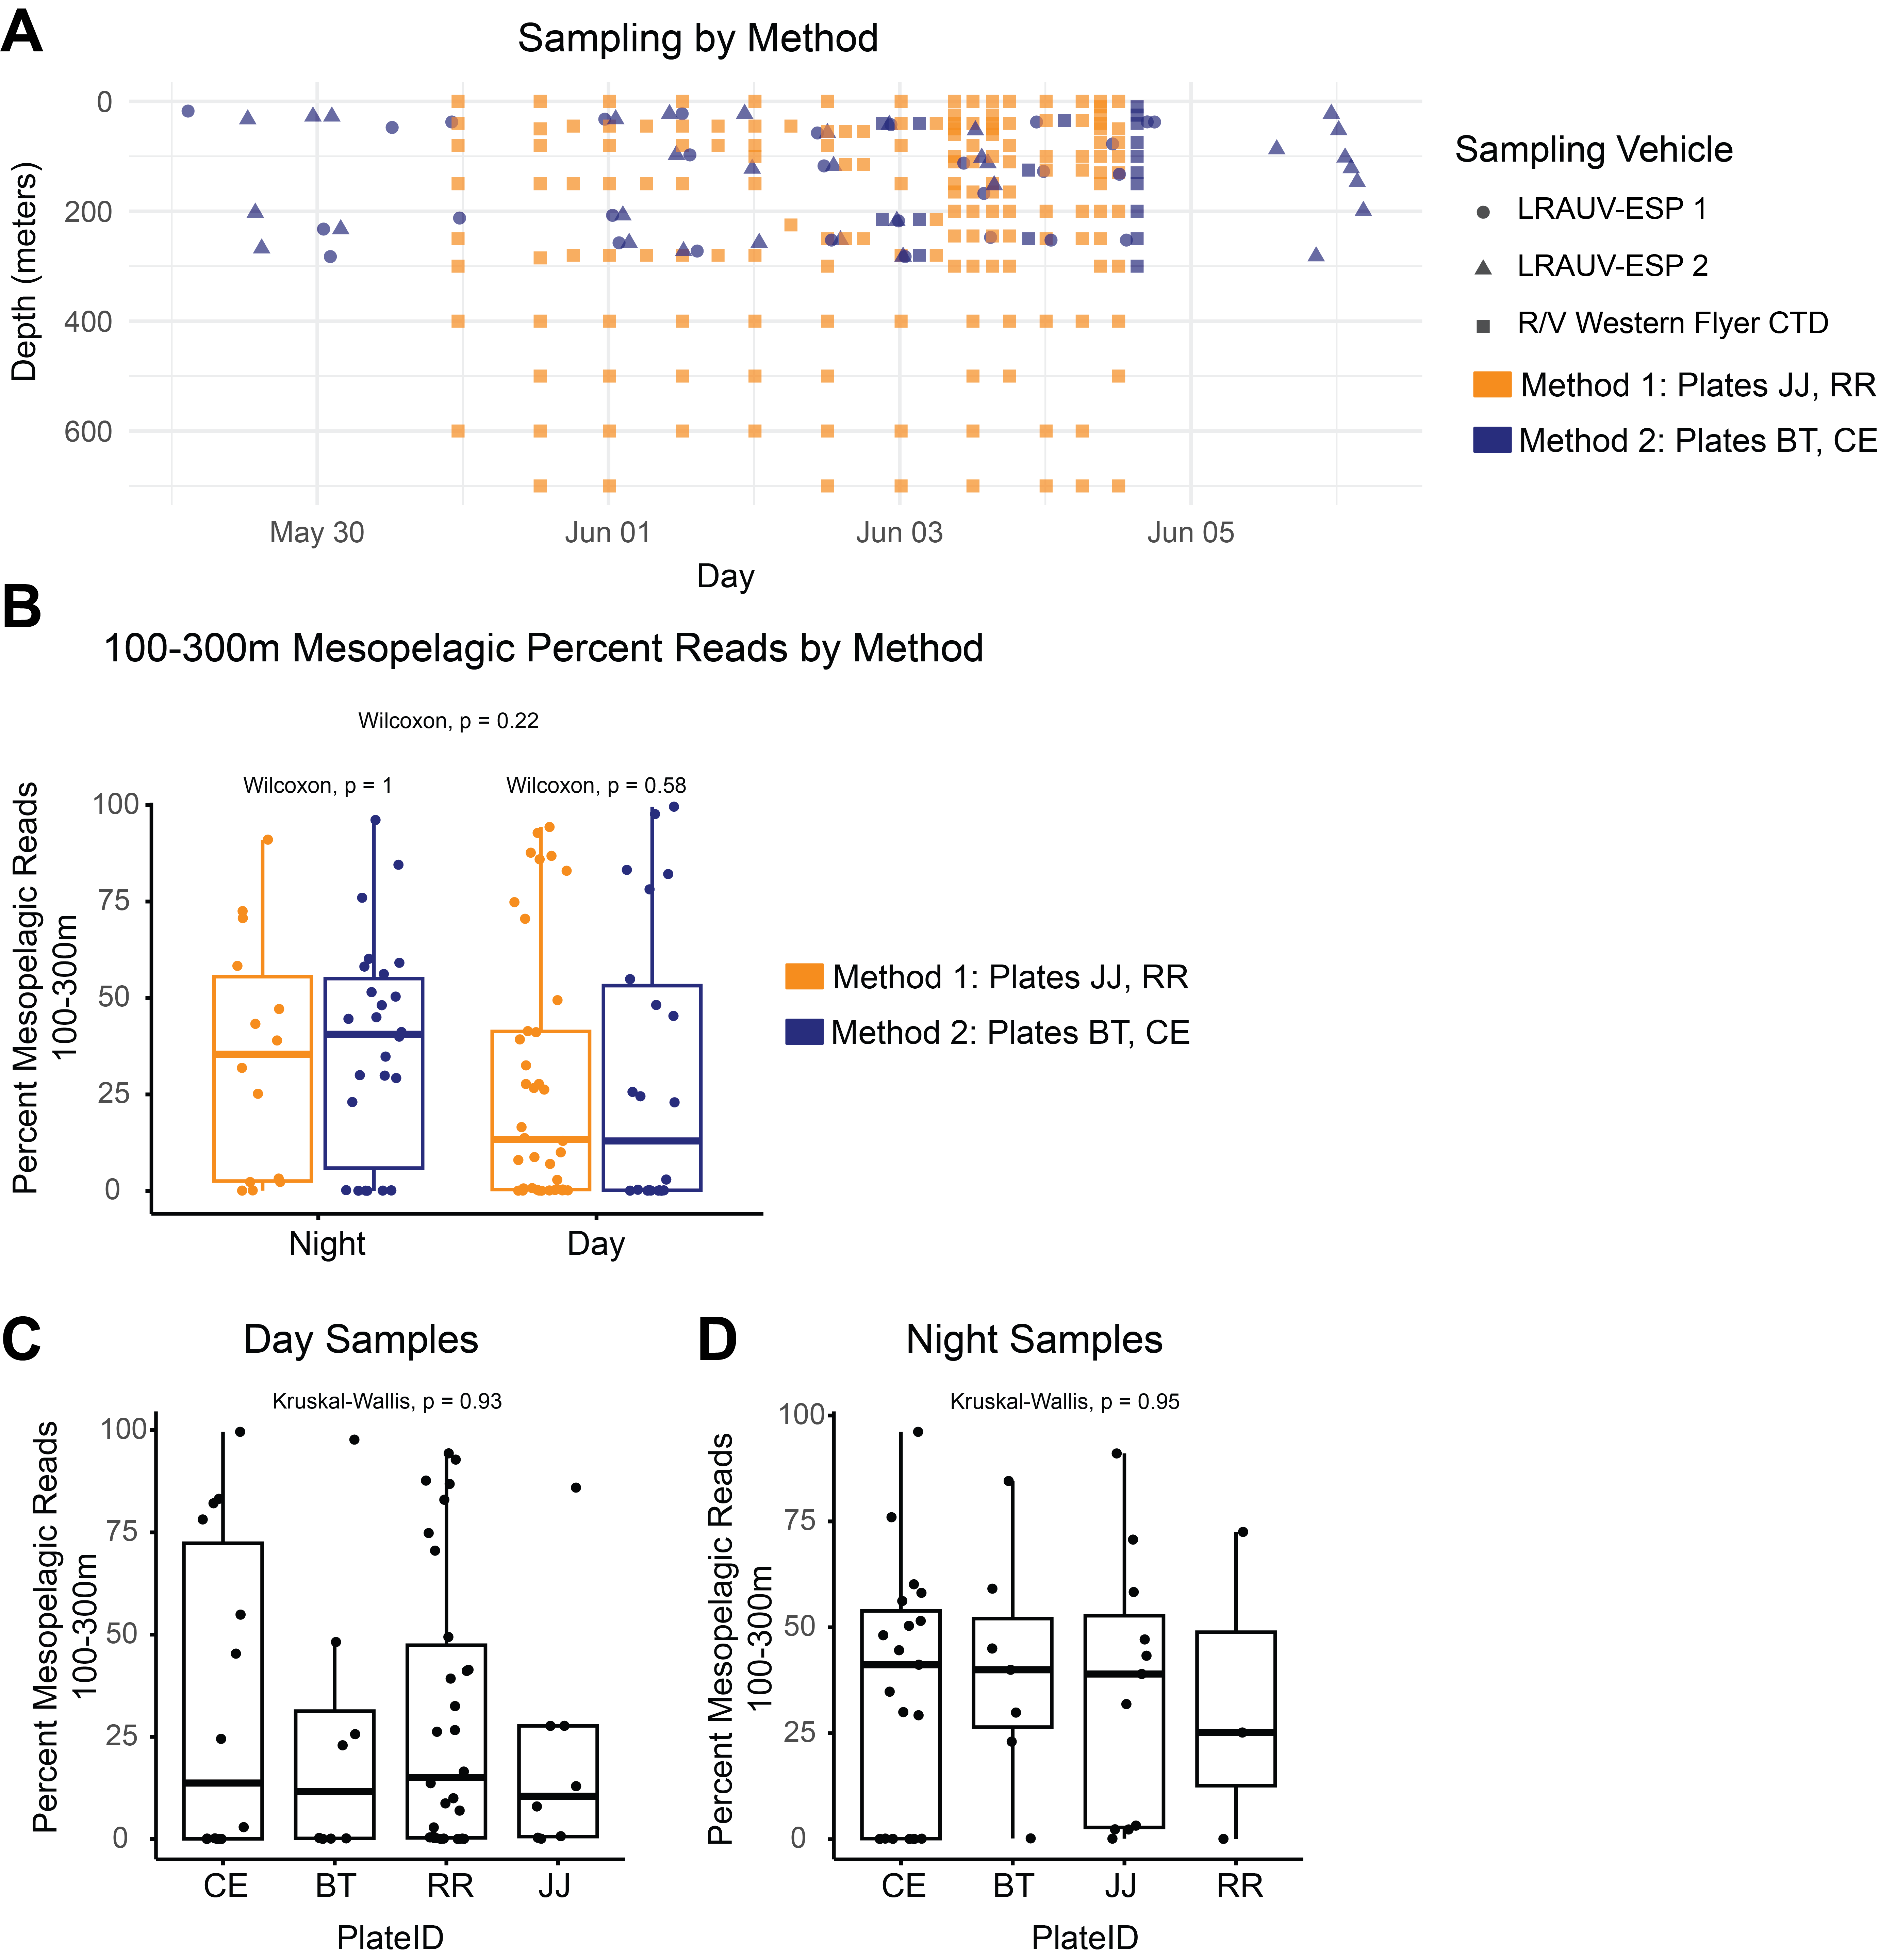 A
Sampling by Method
0
200
400
600
Depth (meters)
May 30
Jun 01
Jun 03
Jun 05
Day
Sampling Vehicle
LRAUV-ESP 1
LRAUV-ESP 2
R/V Western Flyer CTD
Method 1: Plates JJ, RR
Method 2: Plates BT, CE
B
100-300m Mesopelagic Percent Reads by Method
Wilcoxon, p = 0.22
Wilcoxon, p = 1
Wilcoxon, p = 0.58
Percent Mesopelagic Reads
100-300m
100
75
50
25
0
Night
Day
Method 1: Plates JJ, RR
Method 2: Plates BT, CE
C
Day Samples
Kruskal-Wallis, p = 0.93
Percent Mesopelagic Reads
100-300m
100
75
50
25
0
CE
BT
RR
JJ
PlateID
D
Night Samples
Kruskal-Wallis, p = 0.95
Percent Mesopelagic Reads
100-300m
100
75
50
25
0
CE
BT
JJ
RR
PlateID